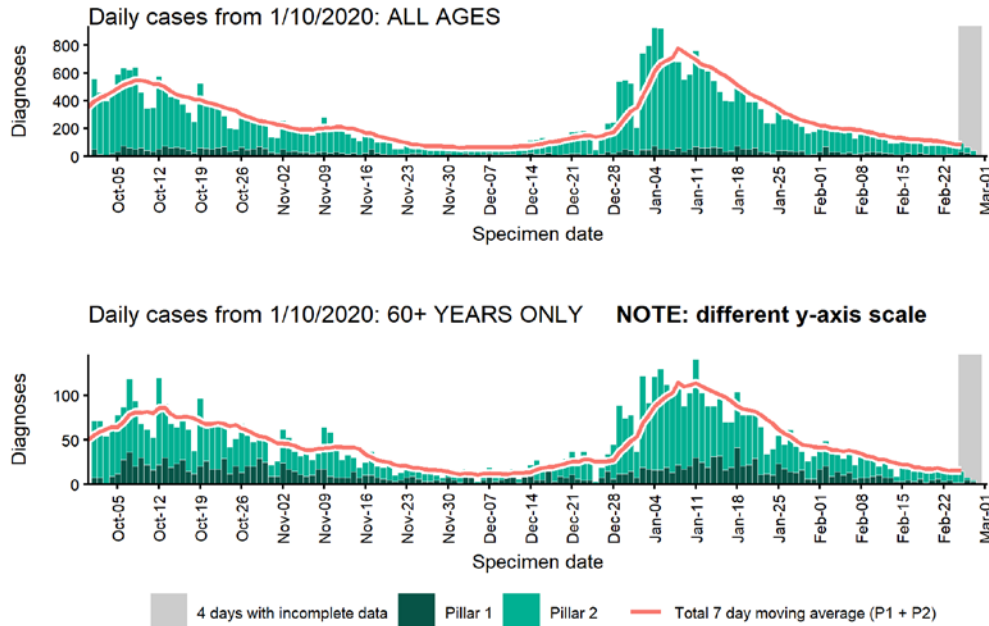 Daily cases from 1/10/2020: ALL AGES
Diagnoses
800
600
400
200
0
Oct-05 Oct-12 Oct-19 Oct-26 Nov-02 Nov-09 Nov-16 Nov-23 Nov-30 Dec-07 Dec-14 Dec-21 Dec-28 Jan-04 Jan-11 Jan-18 Jan-25 Feb-01 Feb-08 Feb-15 Feb-22 Mar-01
Specimen date
Daily cases from 1/10/2020: 60+ YEARS ONLY NOTE: different y-axis scale
Diagnoses
100
50
0
Oct-05 Oct-12 Oct-19 Oct-26 Nov-02 Nov-09 Nov-16 Nov-23 Nov-30 Dec-07 Dec-14 Dec-21 Dec-28 Jan-04 Jan-11 Jan-18 Jan-25 Feb-01 Feb-08 Feb-15 Feb-22 Mar-01
Specimen date
4 days with incomplete data Pillar 1 Pillar 2 Total 7 day moving average (P1 + P2)